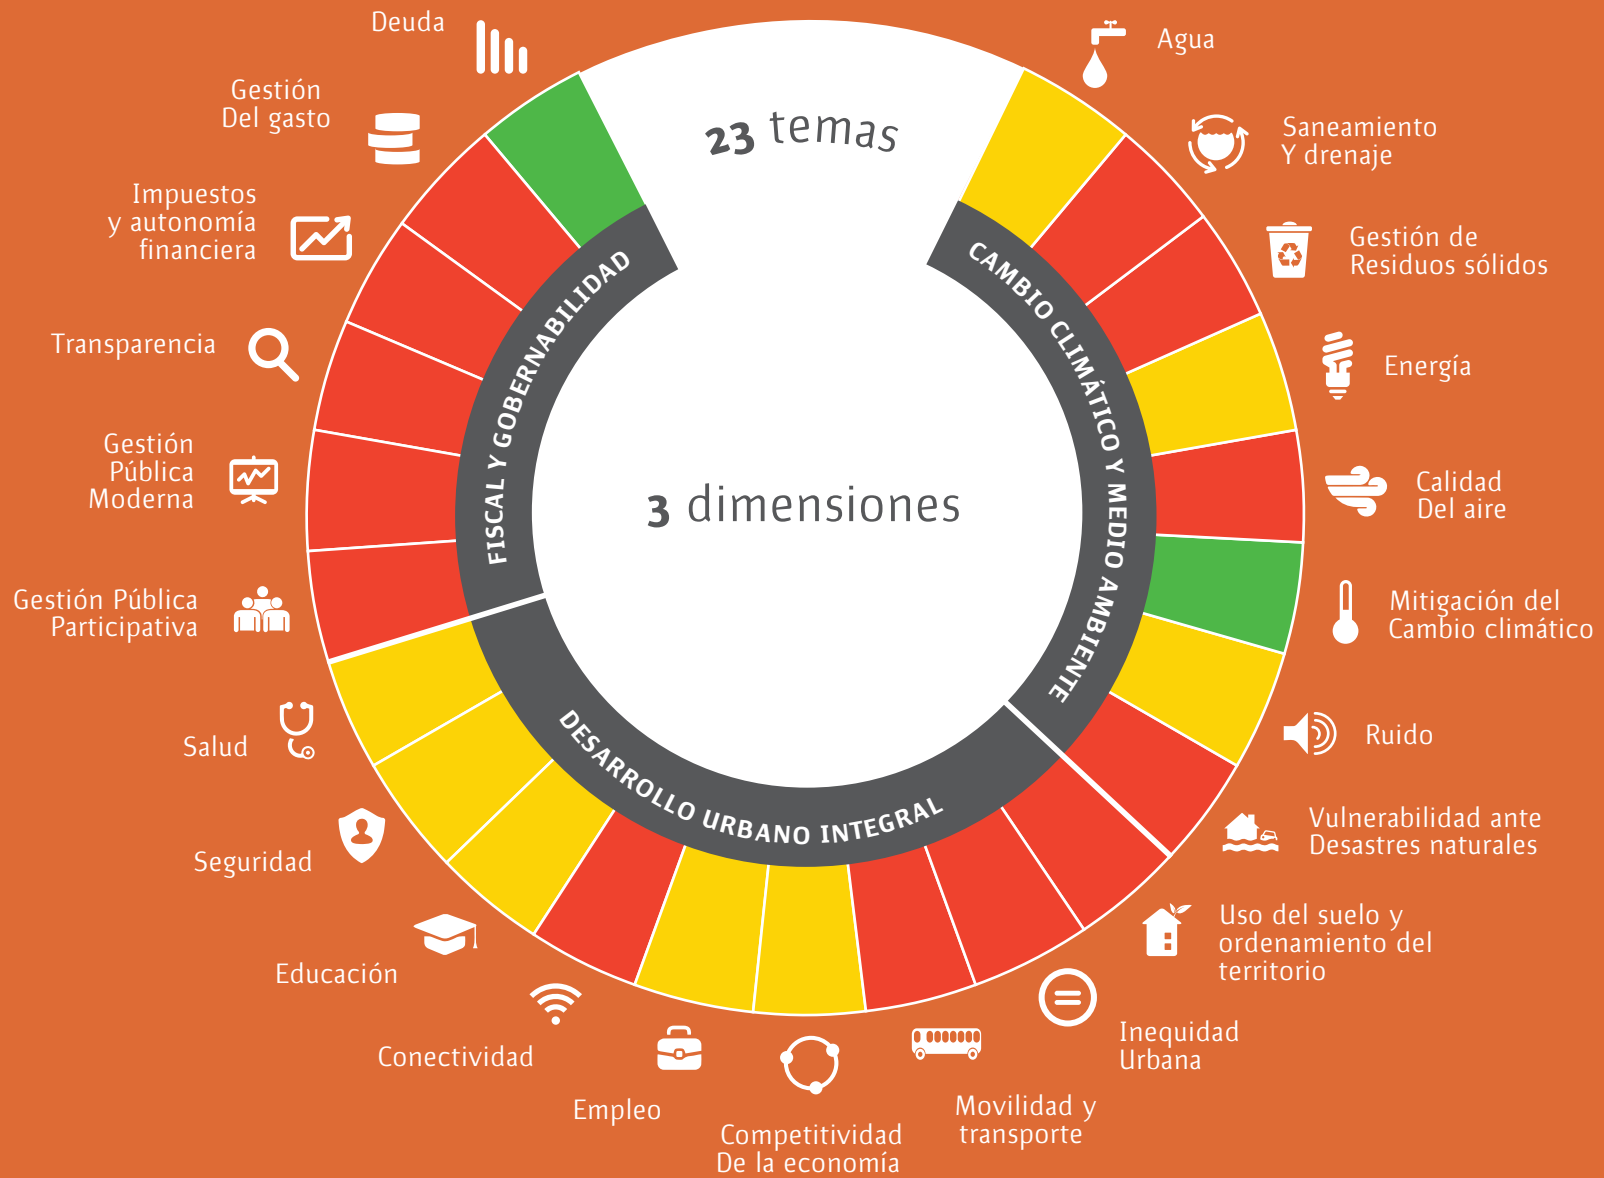 23 temas
3 dimensiones
CAMBIO CLIMÁTICO Y MEDIO AMBIENTE
Agua
Saneamiento
Y drenaje
Gestión de
Residuos sólidos
Energía
Calidad
Del aire
Mitigación del
Cambio climático
Ruido
Vulnerabilidad ante
Desastres naturales
DESARROLLO URBANO INTEGRAL
Uso del suelo y
ordenamiento del
territorio
Inequidad
Urbana
Movilidad y
transporte
Competitividad
De la economía
Empleo
Conectividad
Educación
Seguridad
Salud
FISCAL Y GOBERNABILIDAD
Gestión Pública
Participativa
Gestión
Pública
Moderna
Transparencia
Impuestos
y autonomía
financiera
Gestión
Del gasto
Deuda